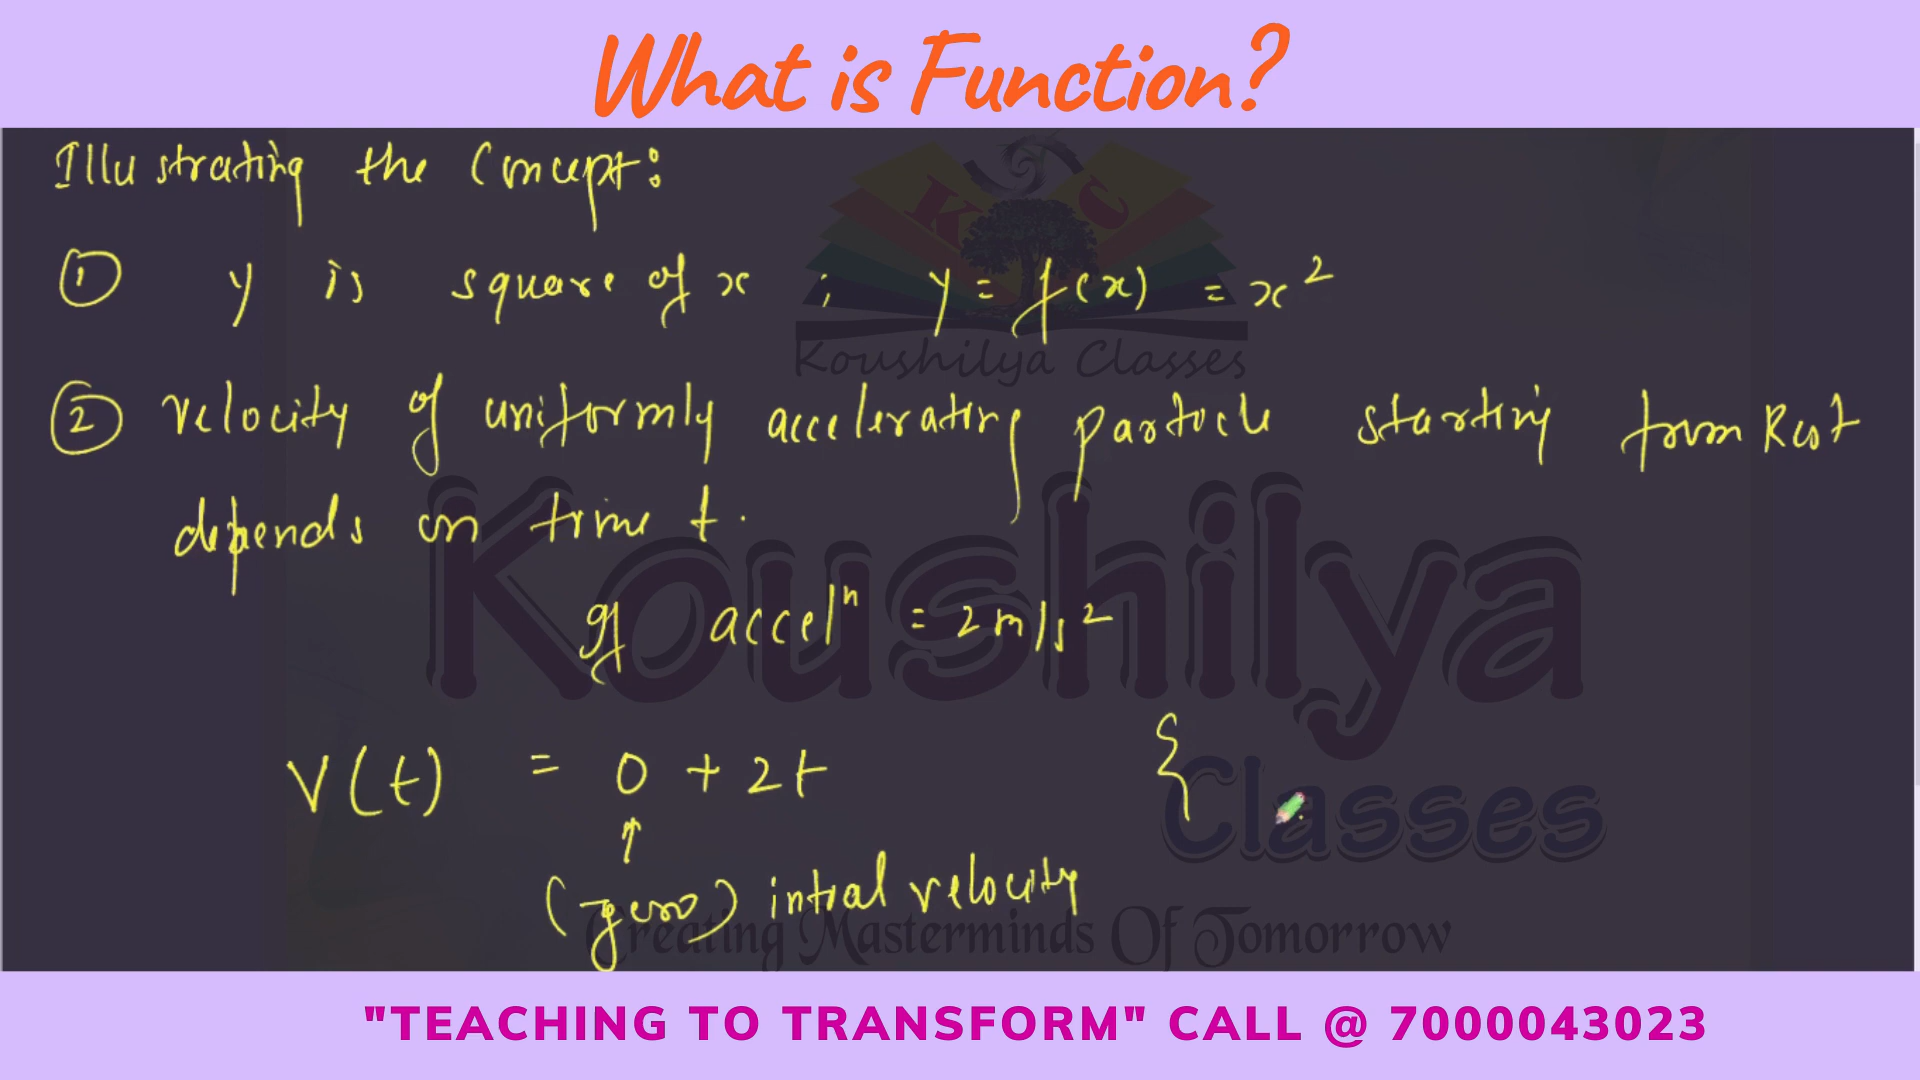 What is Function?
K C
Illustrating the Concept:
① y is square of x ; y = f(x) = x²
Koushilya Classes
② velocity of uniformly accelerating particle starting from Rest
depends on time t.
Koushilya
If accelⁿ = 2m/s²
V(t) = 0 + 2t {
Classes
↑
(zero) intial velocity
Creating Masterminds Of Tomorrow
"TEACHING TO TRANSFORM" CALL @ 7000043023